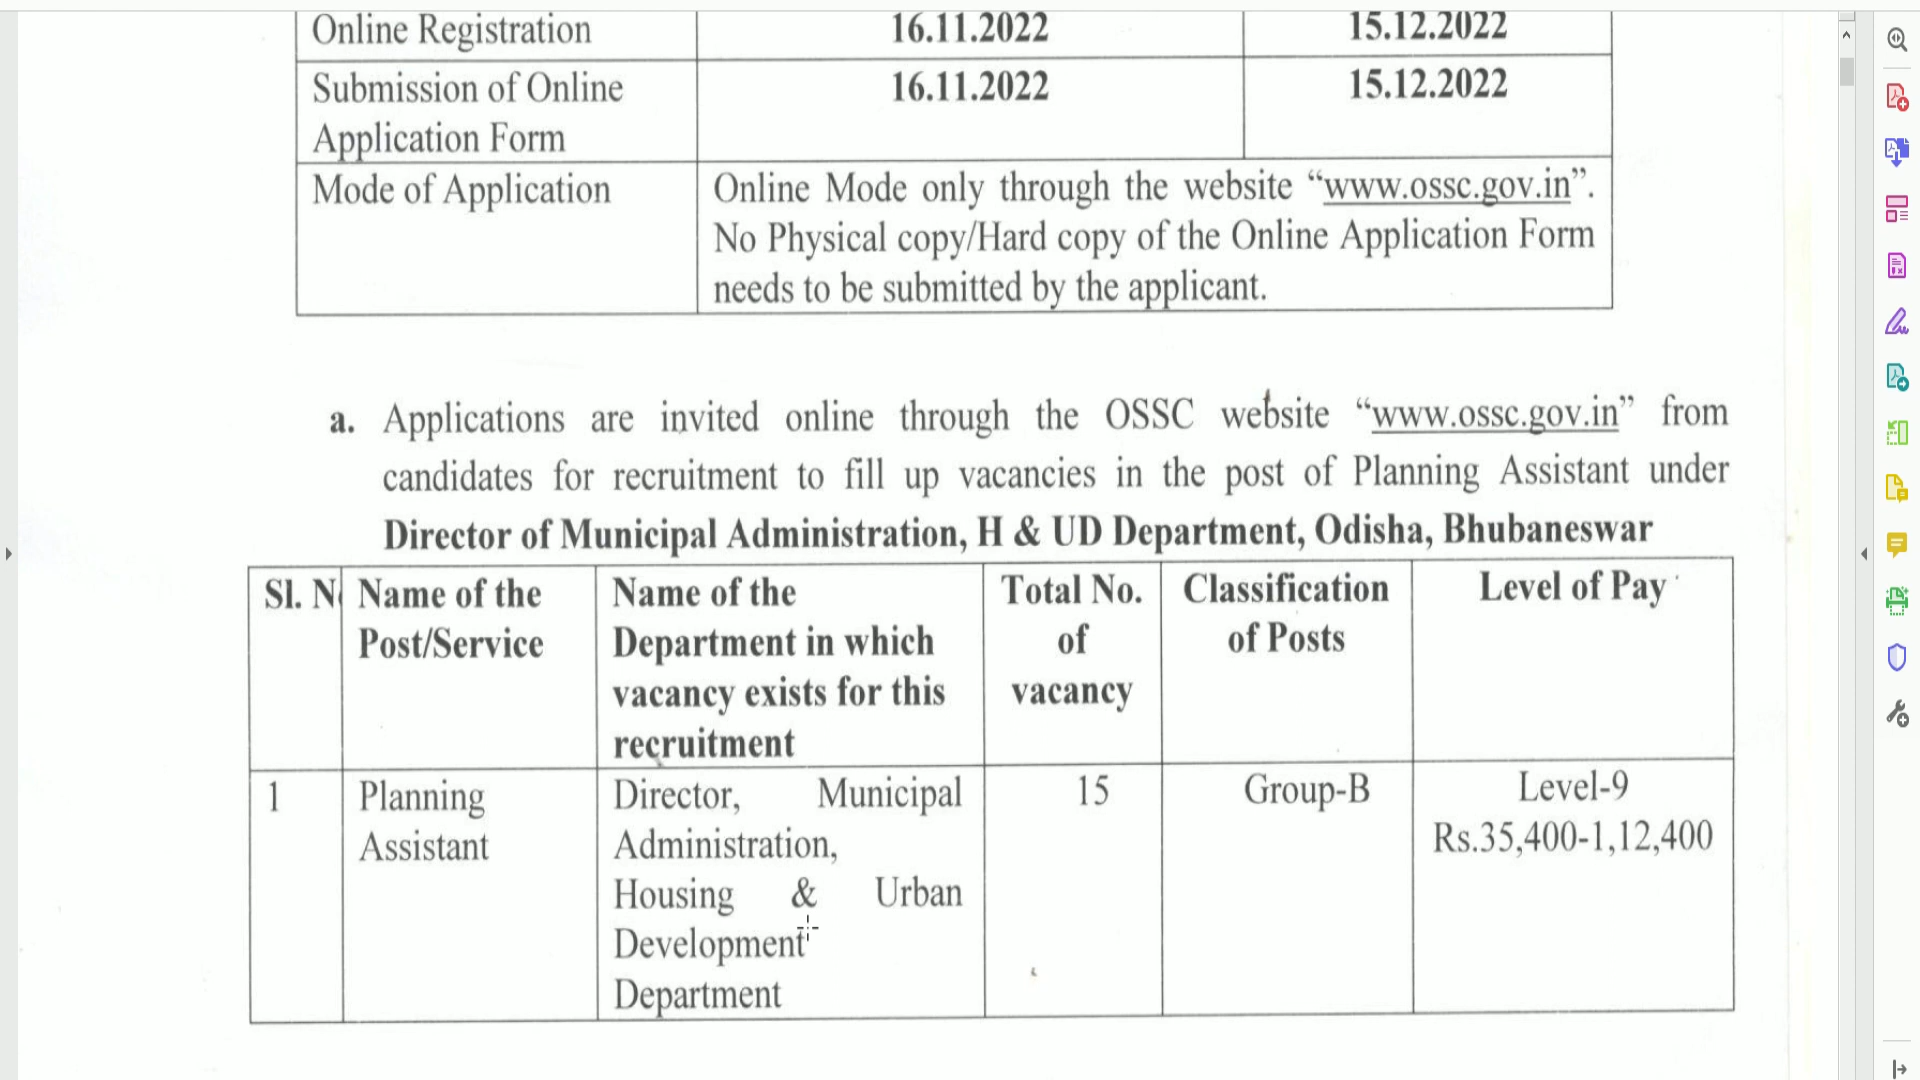 Online Registration 16.11.2022 15.12.2022
Submission of Online 16.11.2022 15.12.2022
Application Form
Mode of Application Online Mode only through the website “www.ossc.gov.in”.
No Physical copy/Hard copy of the Online Application Form
needs to be submitted by the applicant.
a. Applications are invited online through the OSSC website “www.ossc.gov.in” from
candidates for recruitment to fill up vacancies in the post of Planning Assistant under
Director of Municipal Administration, H & UD Department, Odisha, Bhubaneswar
Sl. N Name of the Name of the Total No. Classification Level of Pay
Post/Service Department in which of of Posts
vacancy exists for this vacancy
recruitment
1 Planning Director, Municipal 15 Group-B Level-9
Assistant Administration, Rs.35,400-1,12,400
Housing & Urban
Development
Department